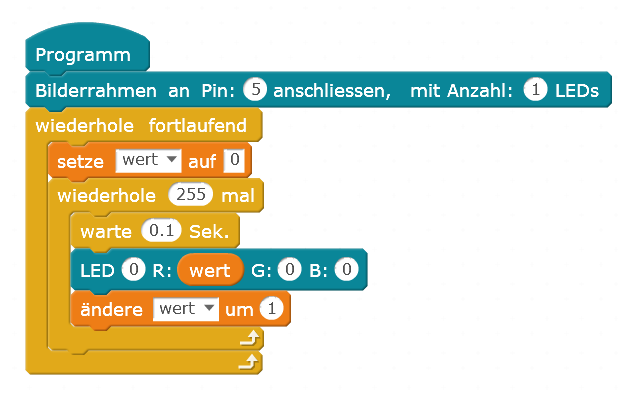 Programm
Bilderrahmen an Pin: 5 anschliessen, mit Anzahl: 1 LEDs
wiederhole fortlaufend
setze wert auf 0
wiederhole 255 mal
warte 0.1 Sek.
LED 0 R: wert G: 0 B: 0
ändere wert um 1